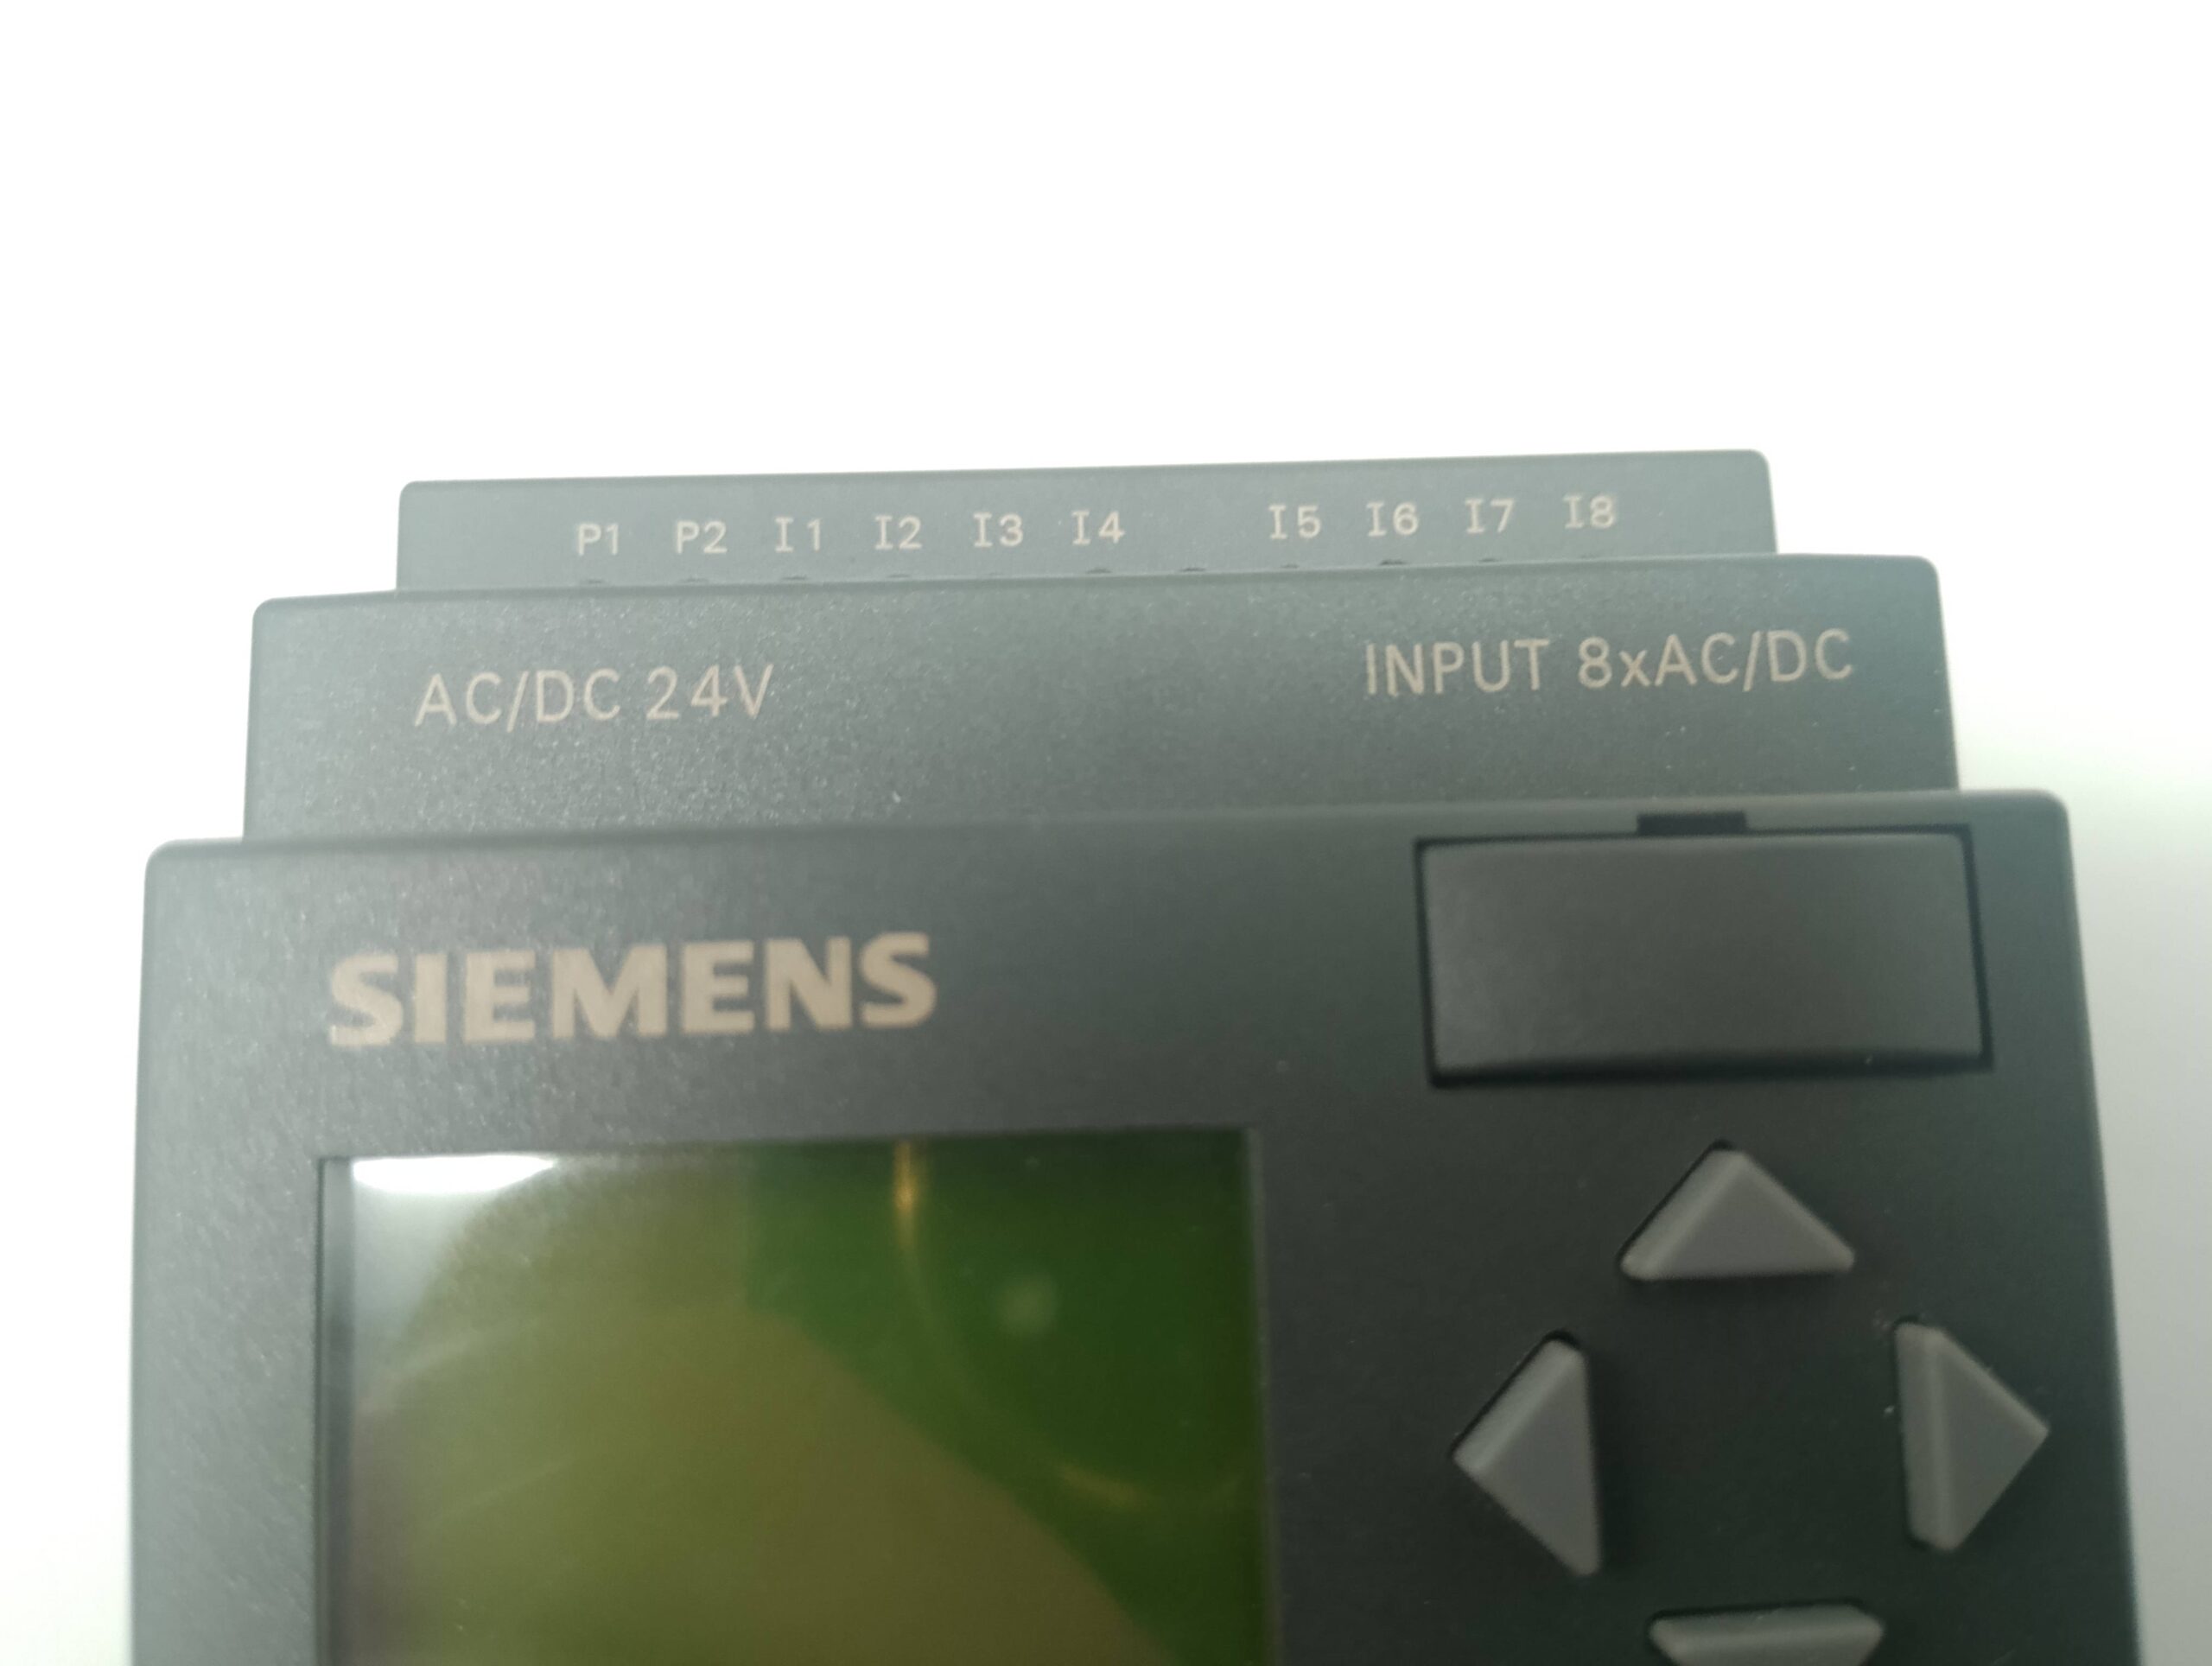 P1 P2 I1 I2 I3 I4 I5 I6 I7 I8
AC/DC 24V INPUT 8xAC/DC
SIEMENS